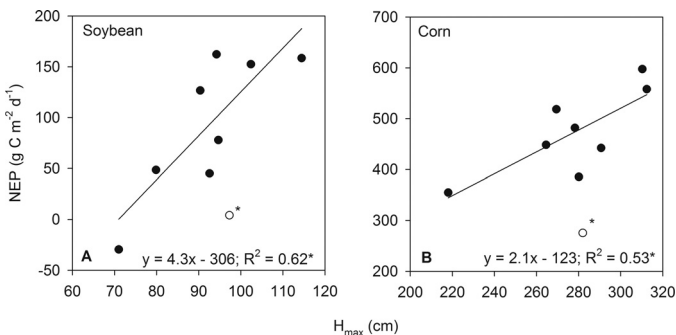 Soybean
NEP (g C m⁻² d⁻¹)
200
150
100
50
0
-50
*
A
y = 4.3x - 306; R² = 0.62*
60 70 80 90 100 110 120
Corn
700
600
500
400
300
200
*
B
y = 2.1x - 123; R² = 0.53*
200 220 240 260 280 300 320
Hmax (cm)